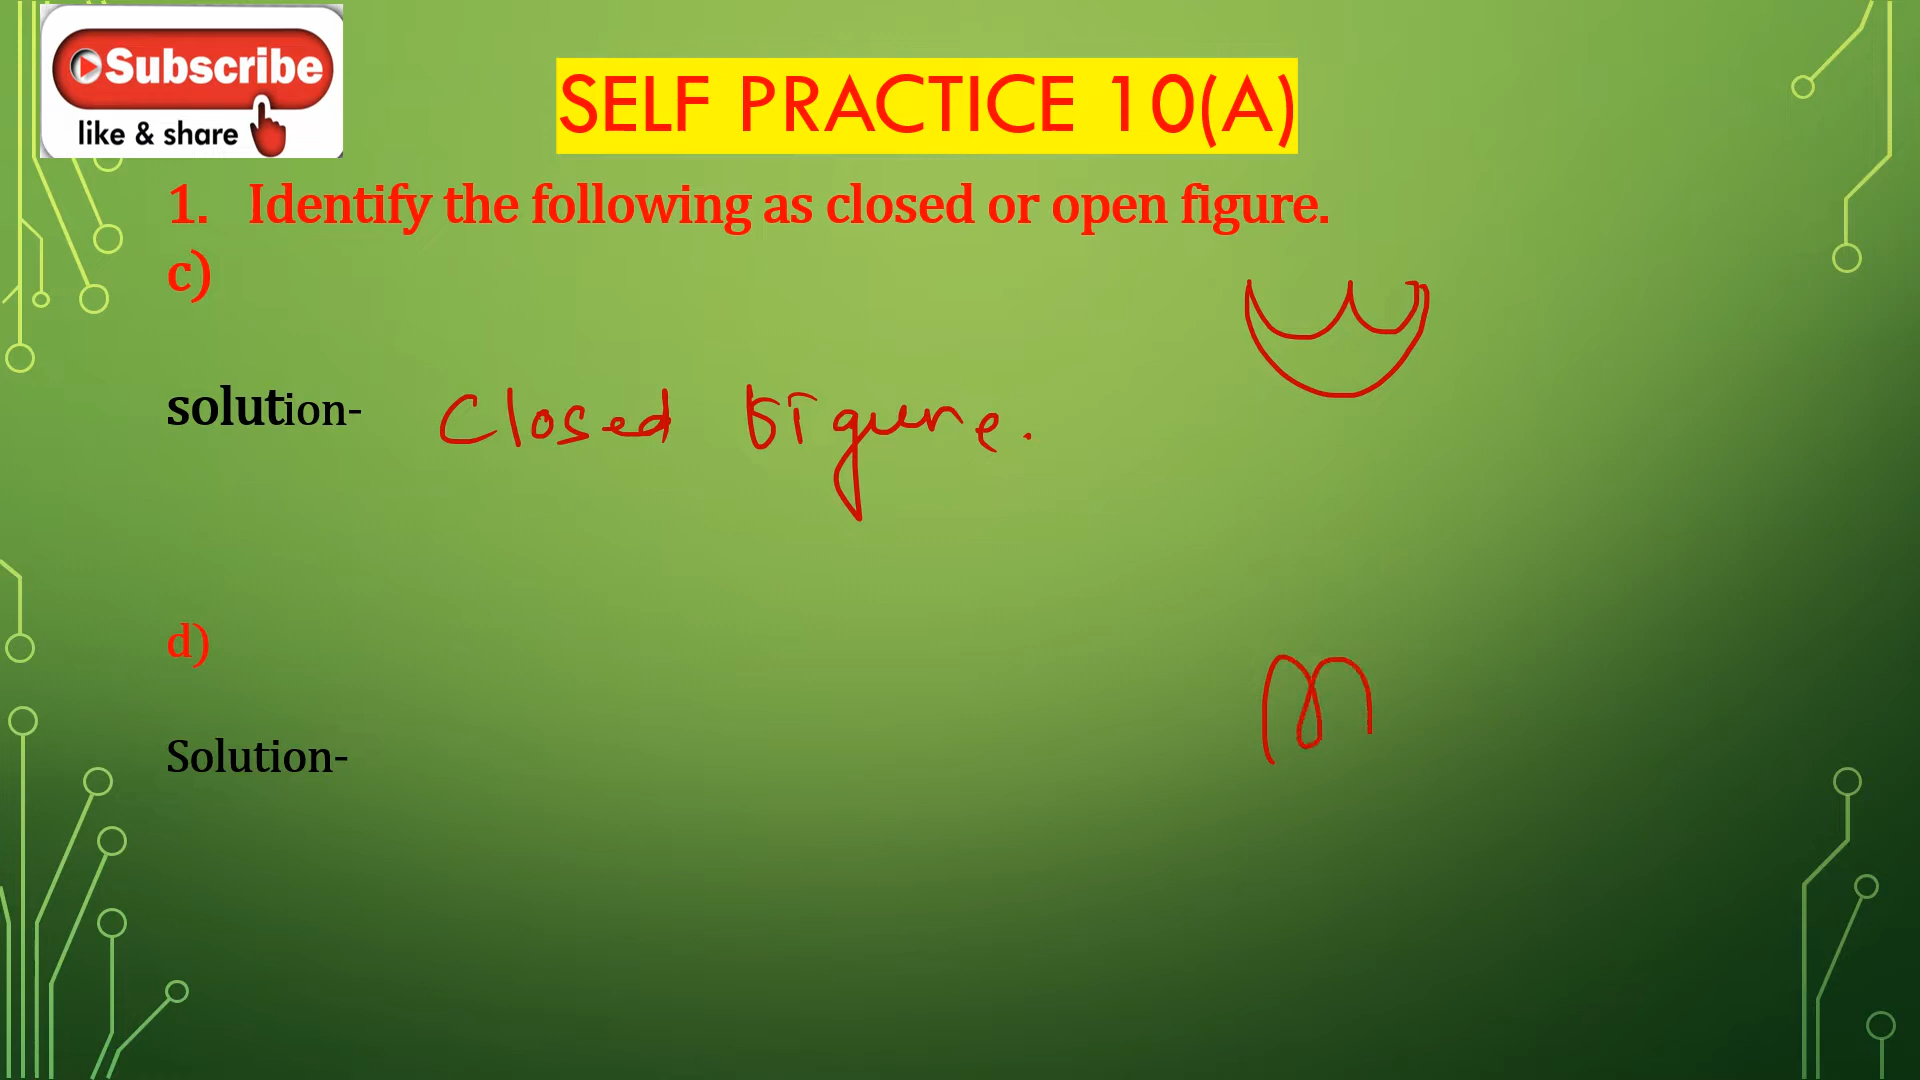 Subscribe
like & share
SELF PRACTICE 10(A)
1. Identify the following as closed or open figure.
c)
solution- Closed figure.
d)
Solution-